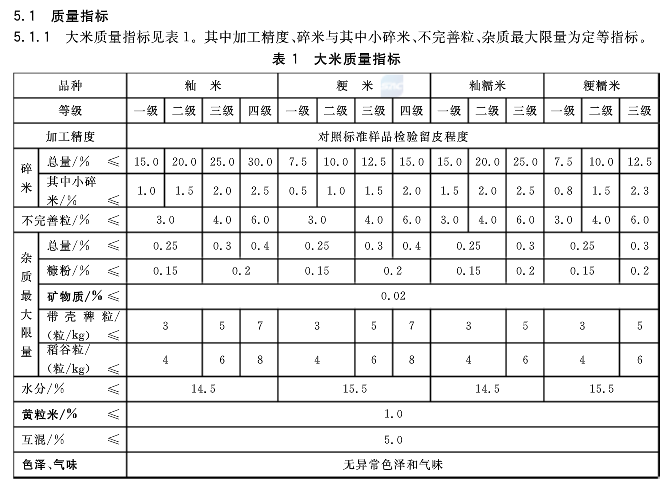 5.1 质量指标
5.1.1 大米质量指标见表1。其中加工精度、碎米与其中小碎米、不完善粒、杂质最大限量为定等指标。
表1 大米质量指标
品种 籼 米 粳 米 籼糯米 粳糯米
等级 一级 二级 三级 四级 一级 二级 三级 四级 一级 二级 三级 一级 二级 三级
加工精度 对照标准样品检验留皮程度
碎米 总量/% ≤ 15.0 20.0 25.0 30.0 7.5 10.0 12.5 15.0 15.0 20.0 25.0 7.5 10.0 12.5
其中小碎
米/% ≤ 1.0 1.5 2.0 2.5 0.5 1.0 1.5 2.0 1.5 2.0 2.5 0.8 1.5 2.3
不完善粒/% ≤ 3.0 4.0 6.0 3.0 4.0 6.0 3.0 4.0 6.0 3.0 4.0 6.0
杂质最大限量 总量/% ≤ 0.25 0.3 0.4 0.25 0.3 0.4 0.25 0.3 0.25 0.3
糠粉/% ≤ 0.15 0.2 0.15 0.2 0.15 0.2 0.15 0.2
矿物质/% ≤ 0.02
带壳稗粒/
(粒/kg) ≤ 3 5 7 3 5 7 3 5 3 5
稻谷粒/
(粒/kg) ≤ 4 6 8 4 6 8 4 6 4 6
水分/% ≤ 14.5 15.5 14.5 15.5
黄粒米/% ≤ 1.0
互混/% ≤ 5.0
色泽、气味 无异常色泽和气味